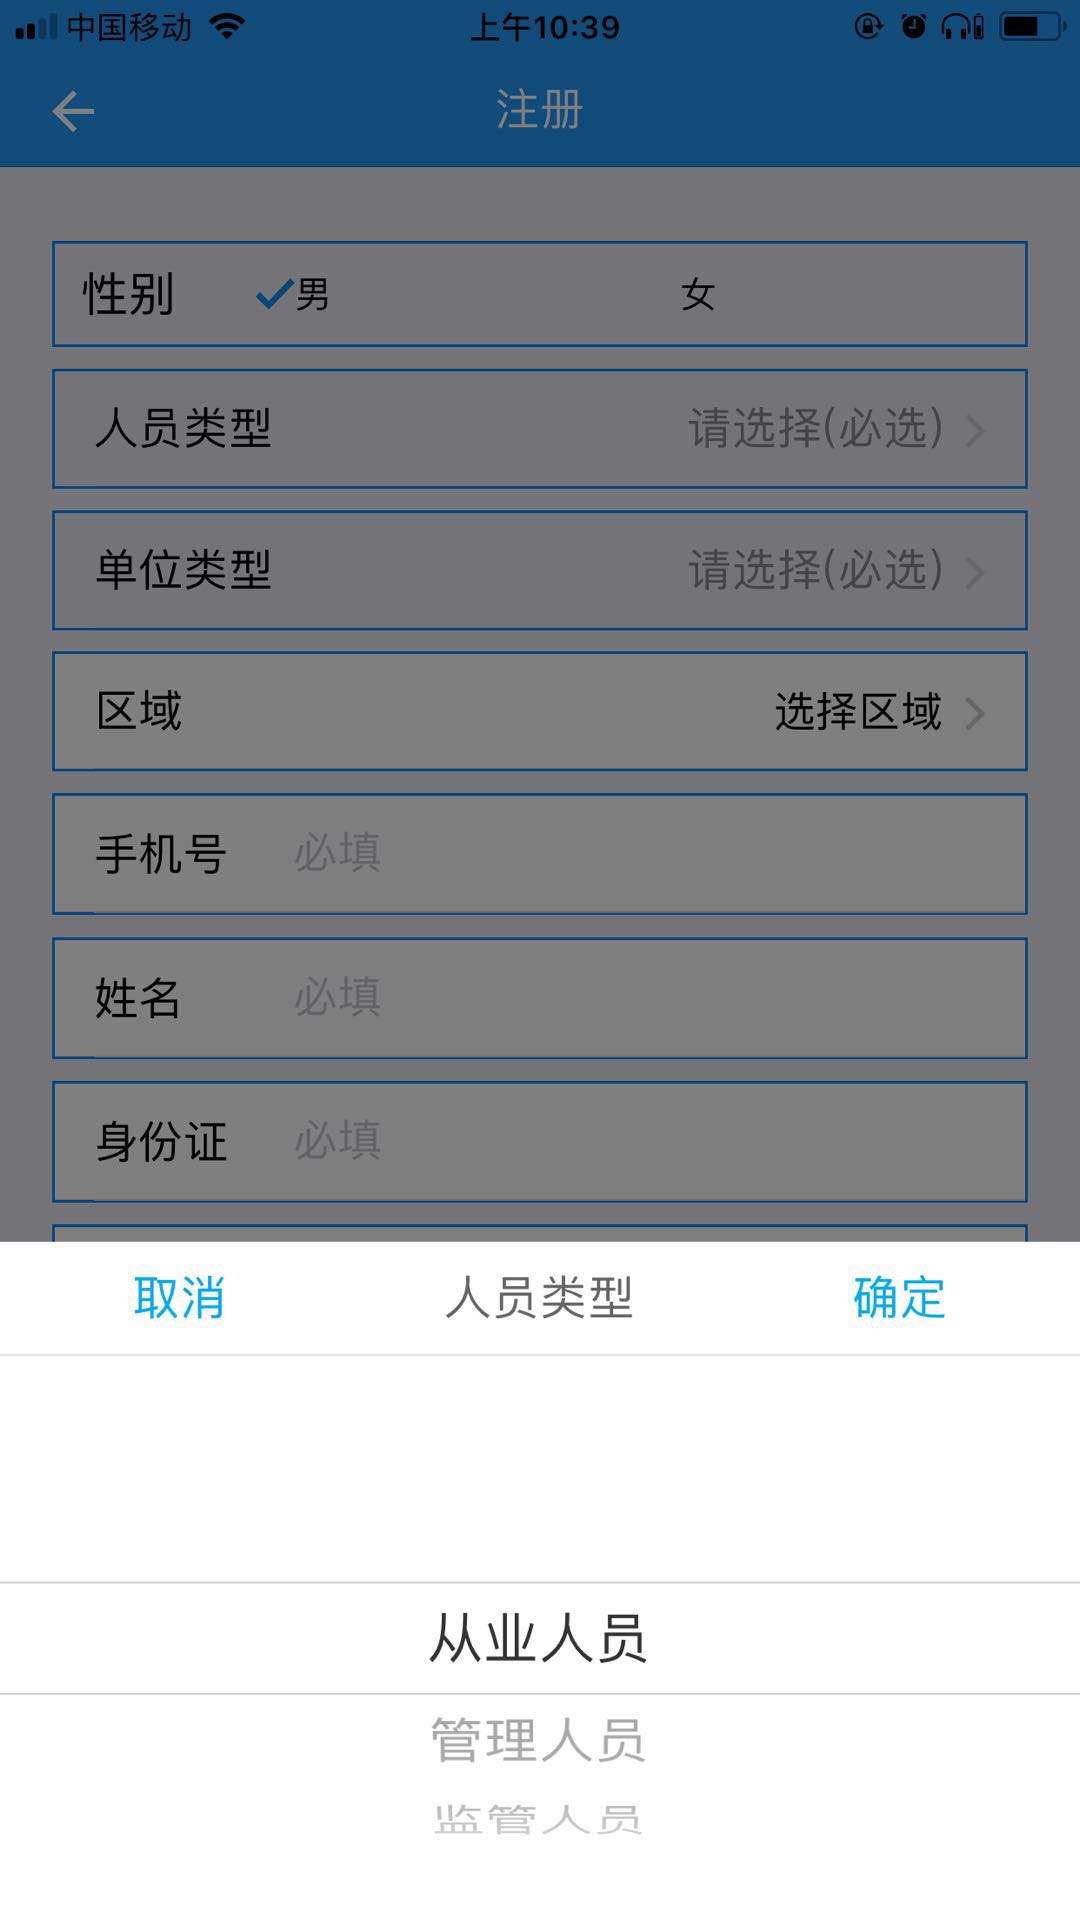 中国移动 上午10:39
注册
性别 男 女
人员类型 请选择(必选)
单位类型 请选择(必选)
区域 选择区域
手机号 必填
姓名 必填
身份证 必填
取消 人员类型 确定
从业人员
管理人员
监管人员